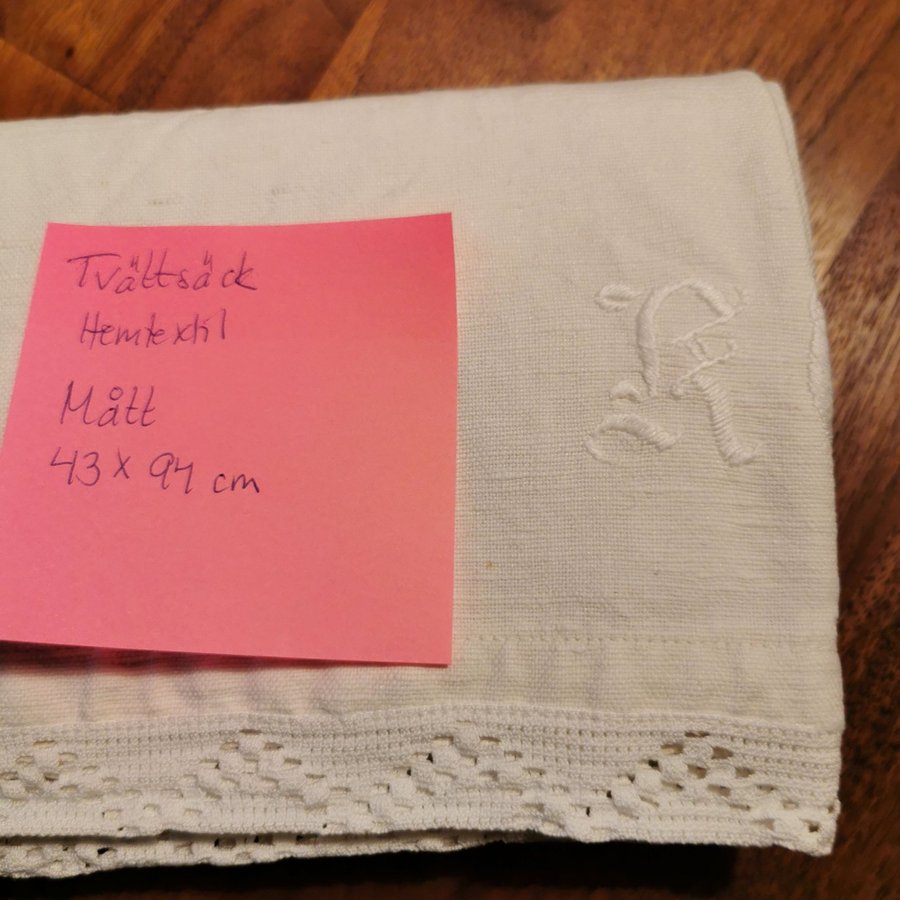 Tvättsäck
Hemtextil
Mått
43 x 94 cm
R